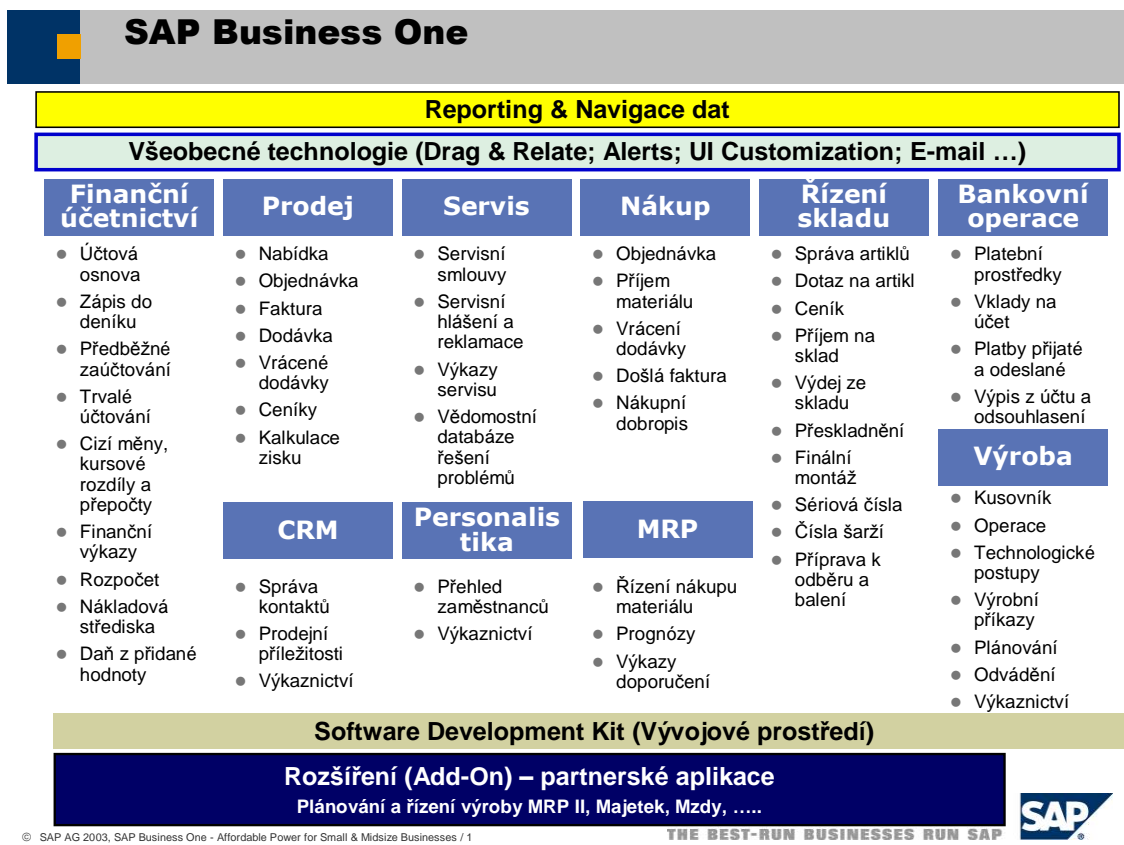 SAP Business One
Reporting & Navigace dat
Všeobecné technologie (Drag & Relate; Alerts; UI Customization; E-mail …)
Finanční
účetnictví
Účtová
osnova
Zápis do
deníku
Předběžné
zaúčtování
Trvalé
účtování
Cizí měny,
kursové
rozdíly a
přepočty
Finanční
výkazy
Rozpočet
Nákladová
střediska
Daň z přidané
hodnoty
Prodej
Nabídka
Objednávka
Faktura
Dodávka
Vrácené
dodávky
Ceníky
Kalkulace
zisku
CRM
Správa
kontaktů
Prodejní
příležitosti
Výkaznictví
Servis
Servisní
smlouvy
Servisní
hlášení a
reklamace
Výkazy
servisu
Vědomostní
databáze
řešení
problémů
Personalis
tika
Přehled
zaměstnanců
Výkaznictví
Nákup
Objednávka
Příjem
materiálu
Vrácení
dodávky
Došlá faktura
Nákupní
dobropis
MRP
Řízení nákupu
materiálu
Prognózy
Výkazy
doporučení
Řízení
skladu
Správa artiklů
Dotaz na artikl
Ceník
Příjem na
sklad
Výdej ze
skladu
Přeskladnění
Finální
montáž
Sériová čísla
Čísla šarží
Příprava k
odběru a
balení
Bankovní
operace
Platební
prostředky
Vklady na
účet
Platby přijaté
a odeslané
Výpis z účtu a
odsouhlasení
Výroba
Kusovník
Operace
Technologické
postupy
Výrobní
příkazy
Plánování
Odvádění
Výkaznictví
Software Development Kit (Vývojové prostředí)
Rozšíření (Add-On) – partnerské aplikace
Plánování a řízení výroby MRP II, Majetek, Mzdy, …..
© SAP AG 2003, SAP Business One - Affordable Power for Small & Midsize Businesses / 1
THE BEST-RUN BUSINESSES RUN SAP
SAP